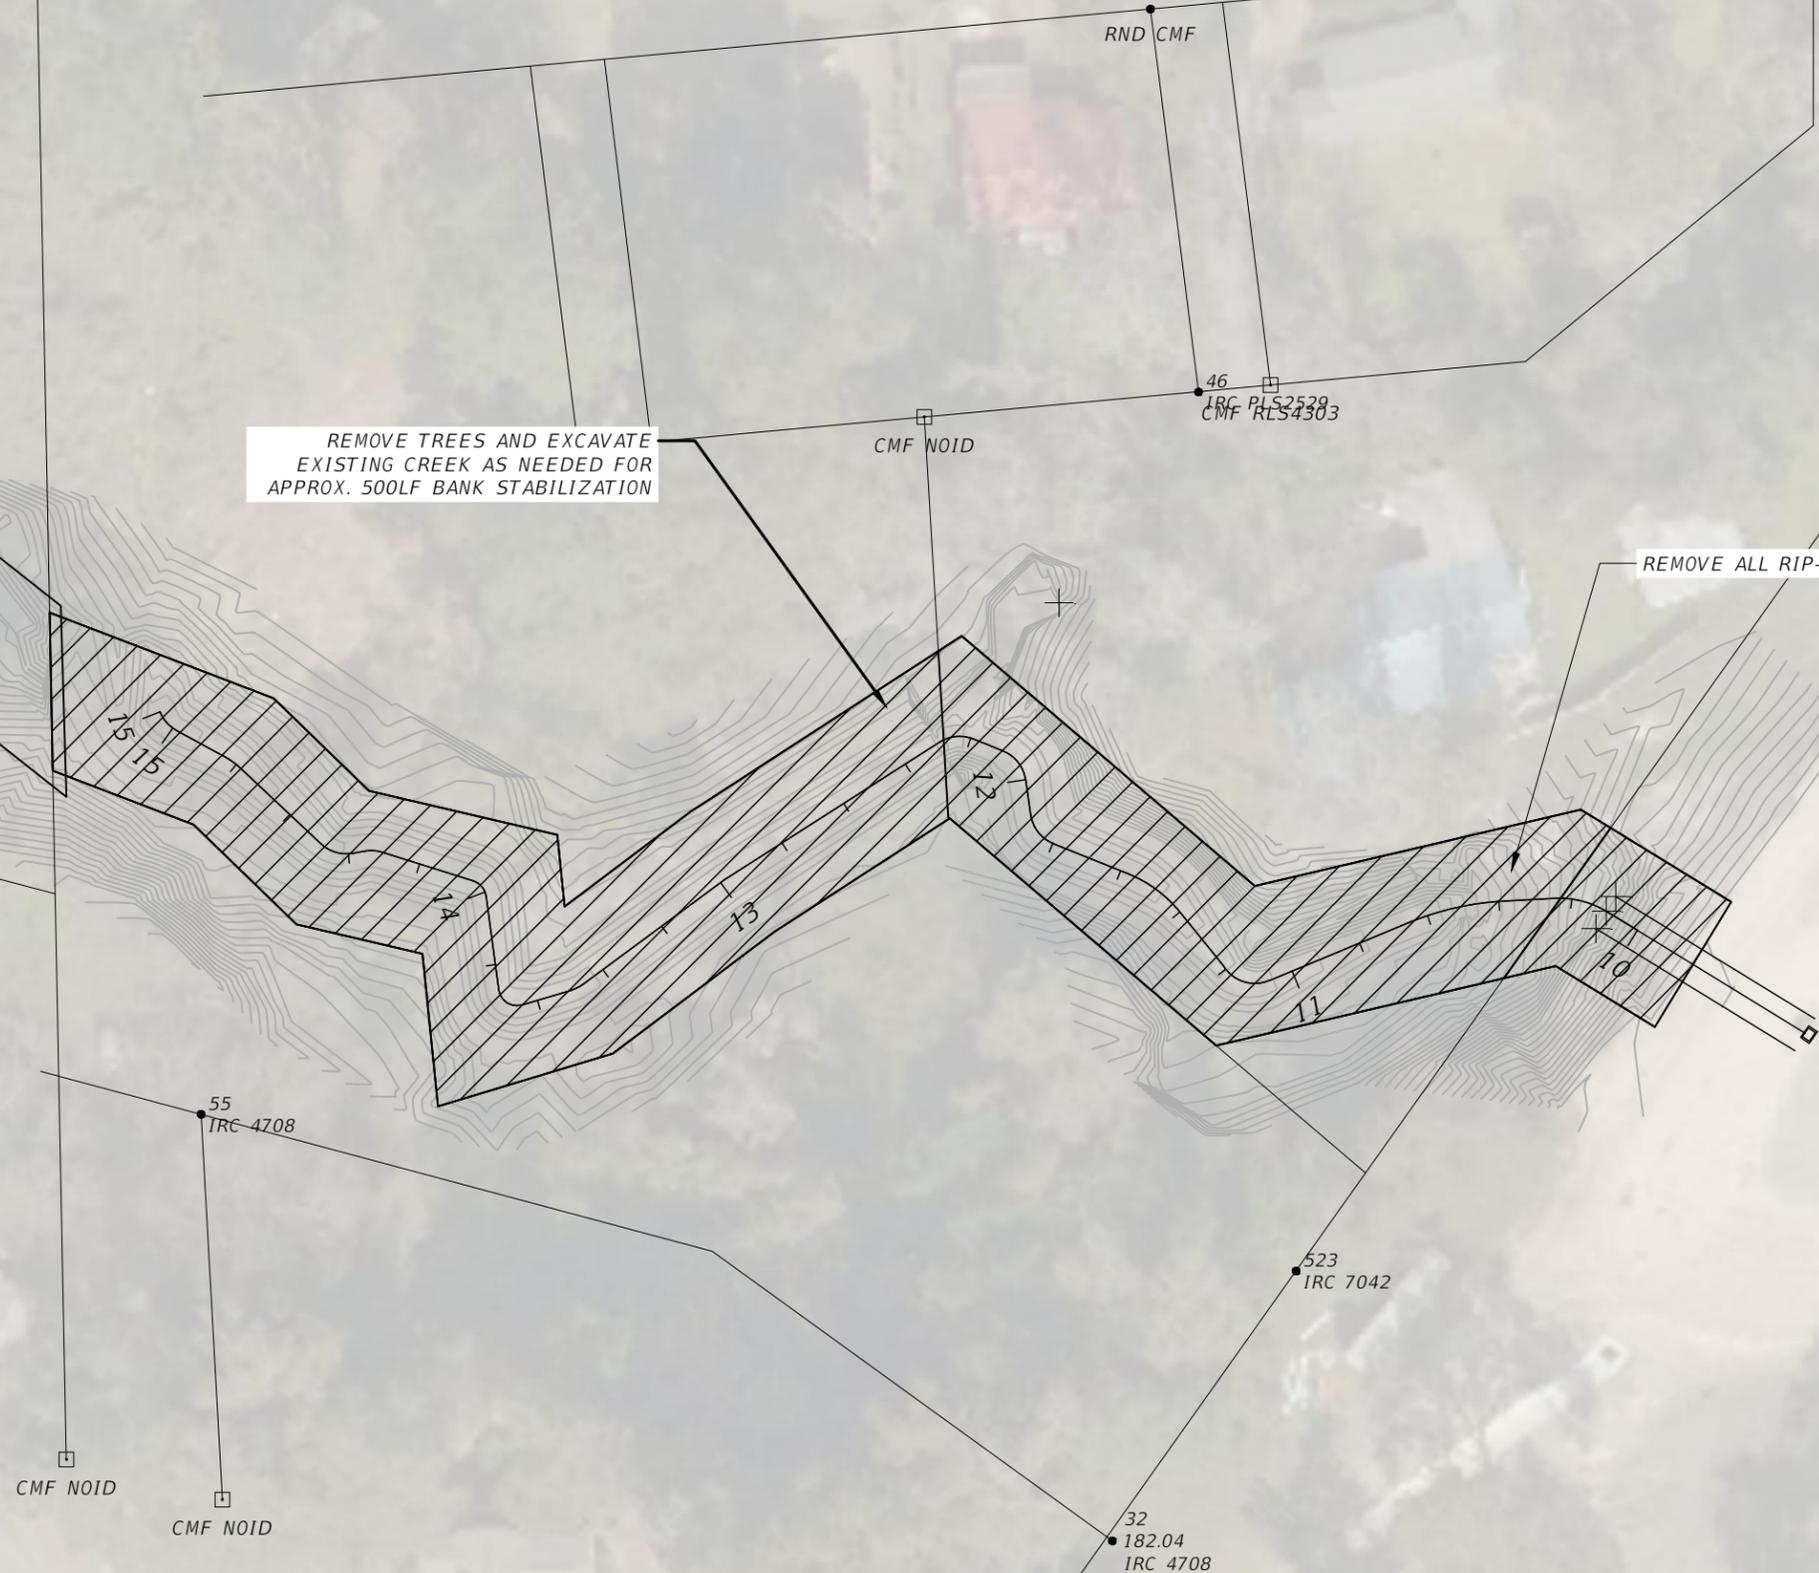 RND CMF
46
IRC PLS2529
CMF RLS4303
CMF NOID
REMOVE TREES AND EXCAVATE
EXISTING CREEK AS NEEDED FOR
APPROX. 500LF BANK STABILIZATION
REMOVE ALL RIP-
15
15
14
13
12
11
10
55
IRC 4708
523
IRC 7042
CMF NOID
CMF NOID
32
182.04
IRC 4708